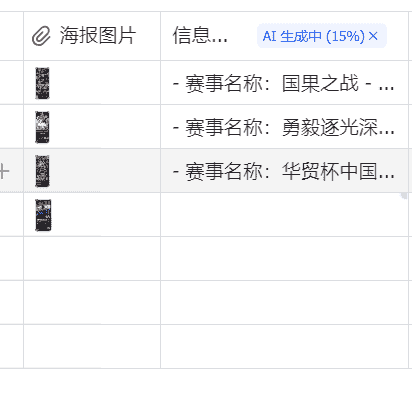 海报图片 信息... AI 生成中 (15%) ×
- 赛事名称：国果之战 - ...
- 赛事名称：勇毅逐光深...
- 赛事名称：华贸杯中国...